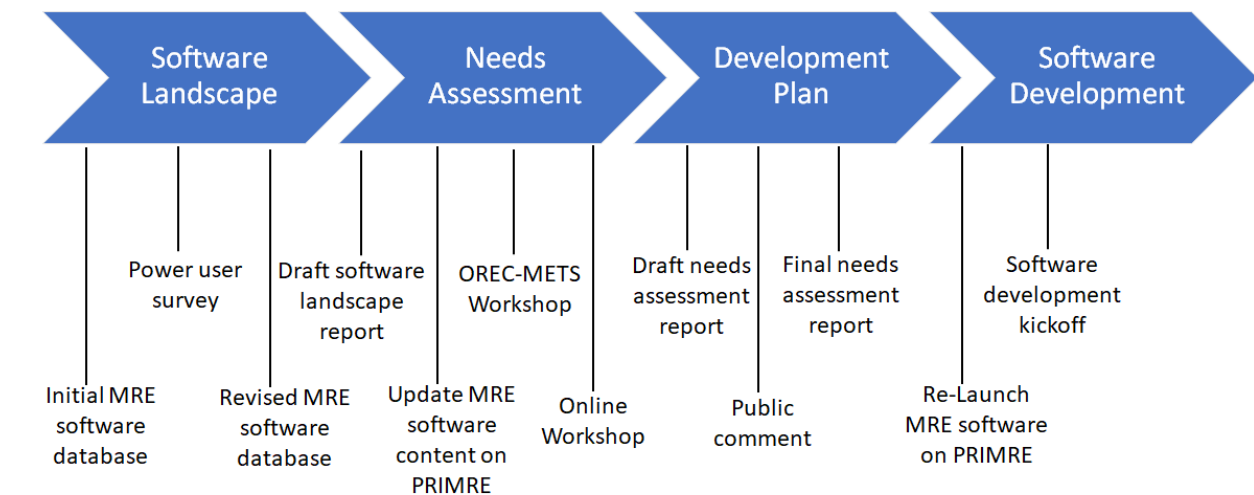 Software
Landscape
Needs
Assessment
Development
Plan
Software
Development
Power user
survey
Draft software
landscape
report
OREC-METS
Workshop
Draft needs
assessment
report
Final needs
assessment
report
Software
development
kickoff
Initial MRE
software
database
Revised MRE
software
database
Update MRE
software
content on
PRIMRE
Online
Workshop
Public
comment
Re-Launch
MRE software
on PRIMRE